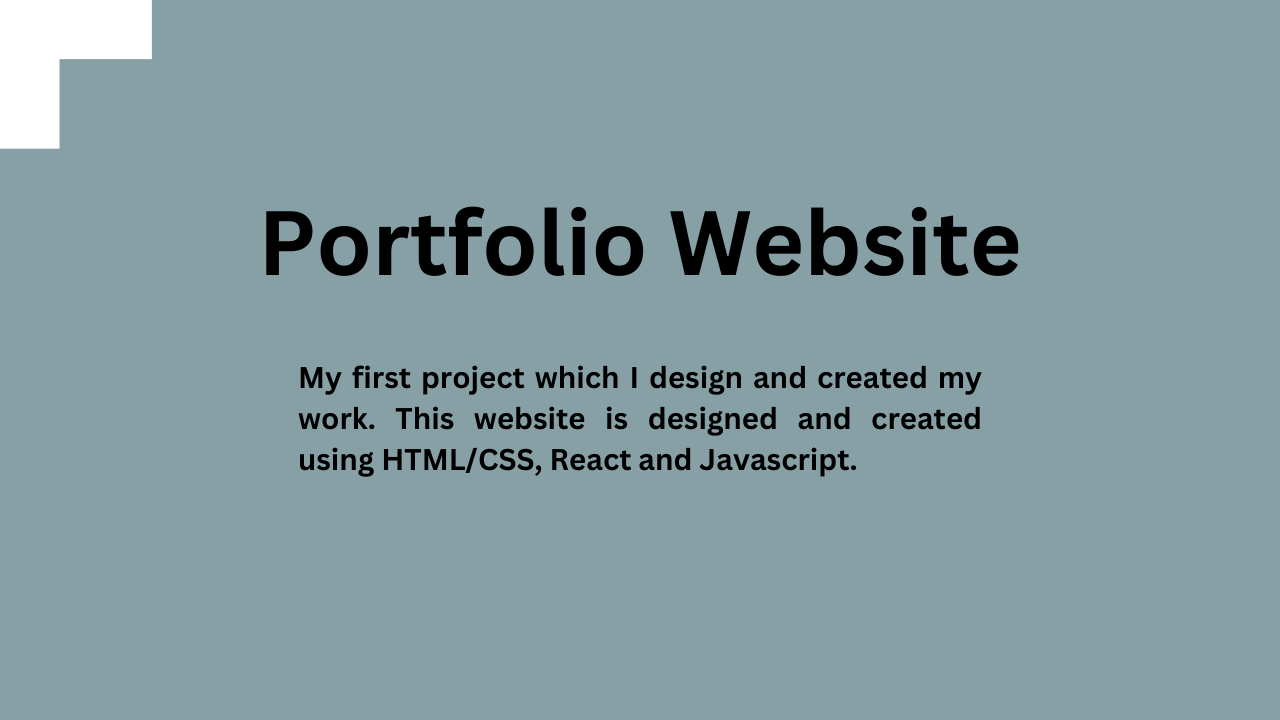 Portfolio Website
My first project which I design and created my
work. This website is designed and created
using HTML/CSS, React and Javascript.